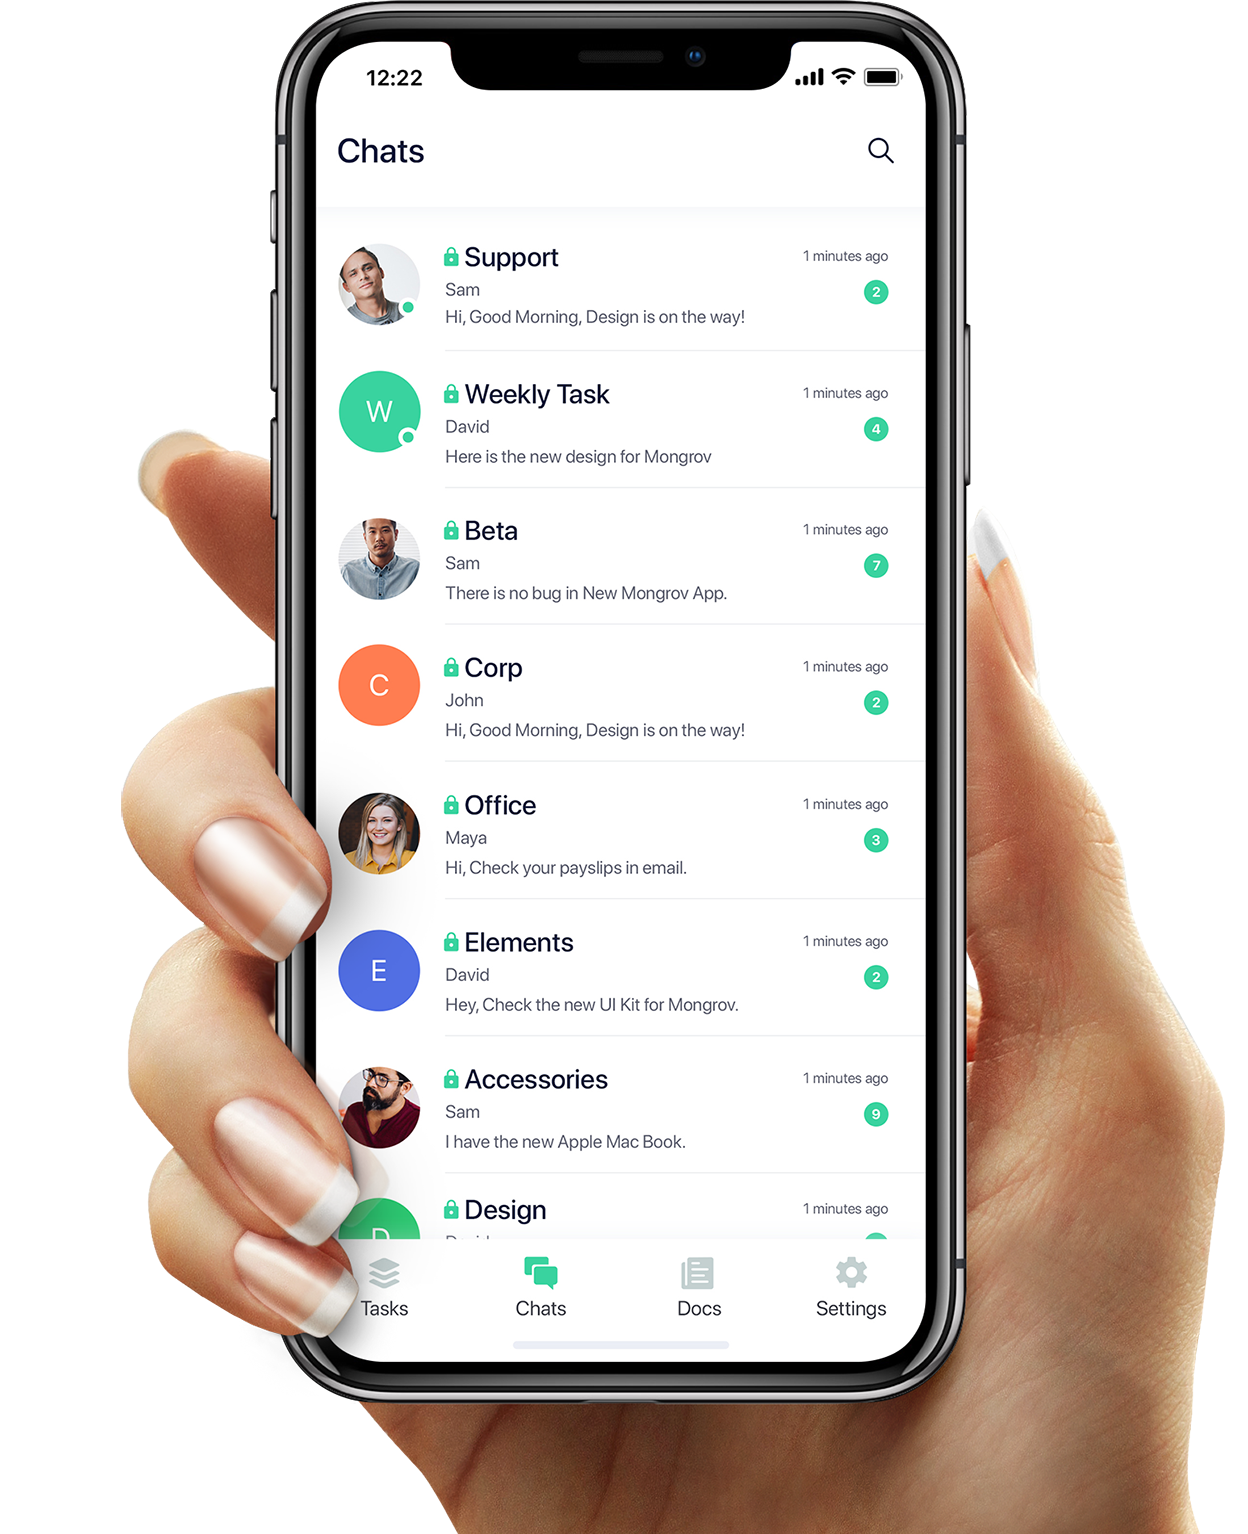 12:22
Chats
Support
1 minutes ago
Sam
2
Hi, Good Morning, Design is on the way!
W
Weekly Task
1 minutes ago
David
4
Here is the new design for Mongrov
Beta
1 minutes ago
Sam
7
There is no bug in New Mongrov App.
C
Corp
1 minutes ago
John
2
Hi, Good Morning, Design is on the way!
Office
1 minutes ago
Maya
3
Hi, Check your payslips in email.
E
Elements
1 minutes ago
David
2
Hey, Check the new UI Kit for Mongrov.
Accessories
1 minutes ago
Sam
9
I have the new Apple Mac Book.
Design
1 minutes ago
D
Tasks
Chats
Docs
Settings